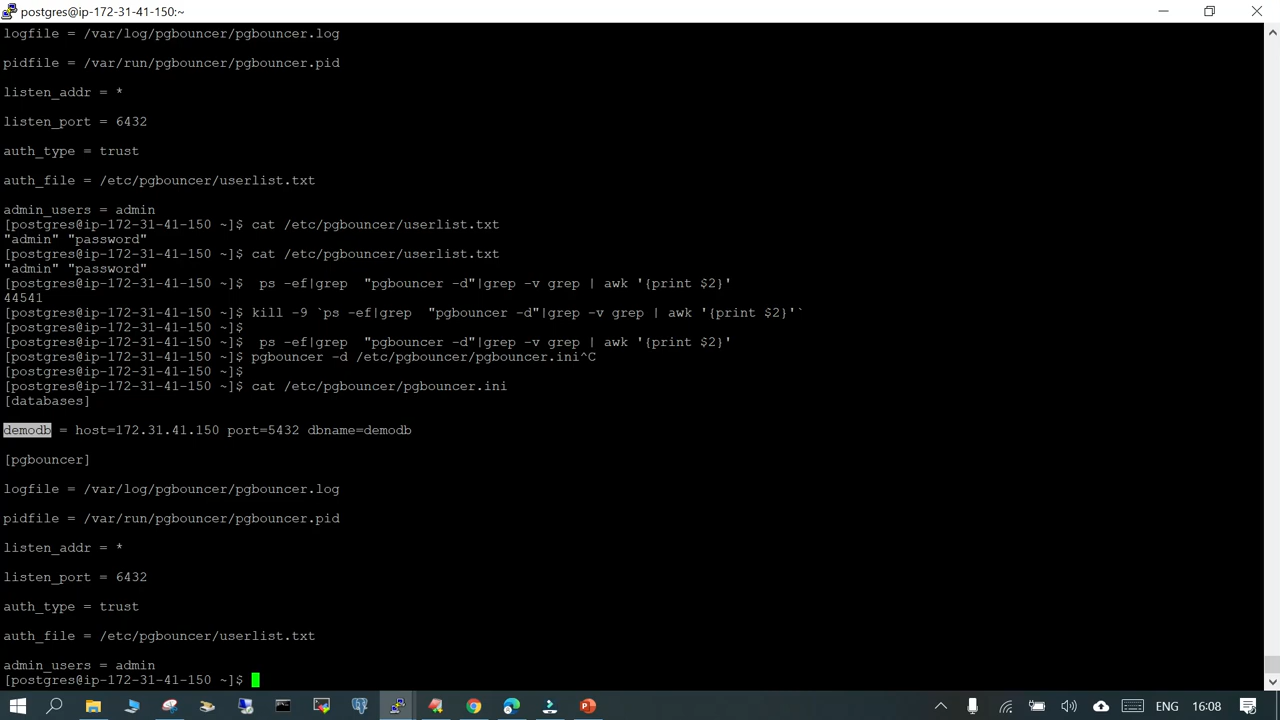 postgres@ip-172-31-41-150:~
logfile = /var/log/pgbouncer/pgbouncer.log
pidfile = /var/run/pgbouncer/pgbouncer.pid
listen_addr = *
listen_port = 6432
auth_type = trust
auth_file = /etc/pgbouncer/userlist.txt
admin_users = admin
[postgres@ip-172-31-41-150 ~]$ cat /etc/pgbouncer/userlist.txt
"admin" "password"
[postgres@ip-172-31-41-150 ~]$ cat /etc/pgbouncer/userlist.txt
"admin" "password"
[postgres@ip-172-31-41-150 ~]$  ps -ef|grep  "pgbouncer -d"|grep -v grep | awk '{print $2}'
44541
[postgres@ip-172-31-41-150 ~]$ kill -9 `ps -ef|grep  "pgbouncer -d"|grep -v grep | awk '{print $2}'`
[postgres@ip-172-31-41-150 ~]$
[postgres@ip-172-31-41-150 ~]$  ps -ef|grep  "pgbouncer -d"|grep -v grep | awk '{print $2}'
[postgres@ip-172-31-41-150 ~]$ pgbouncer -d /etc/pgbouncer/pgbouncer.ini^C
[postgres@ip-172-31-41-150 ~]$
[postgres@ip-172-31-41-150 ~]$ cat /etc/pgbouncer/pgbouncer.ini
[databases]
demodb = host=172.31.41.150 port=5432 dbname=demodb
[pgbouncer]
logfile = /var/log/pgbouncer/pgbouncer.log
pidfile = /var/run/pgbouncer/pgbouncer.pid
listen_addr = *
listen_port = 6432
auth_type = trust
auth_file = /etc/pgbouncer/userlist.txt
admin_users = admin
[postgres@ip-172-31-41-150 ~]$
ENG 16:08